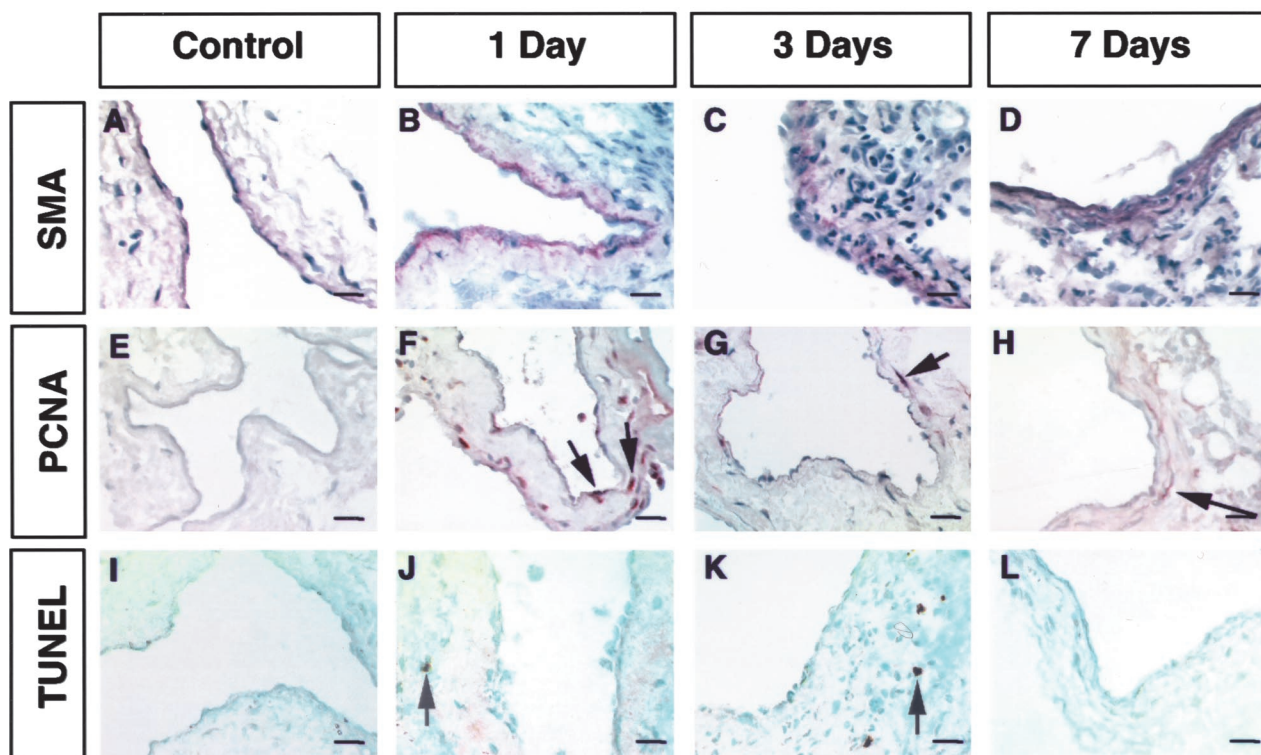 Control 1 Day 3 Days 7 Days
SMA
A B C D
PCNA
E F G H
TUNEL
I J K L